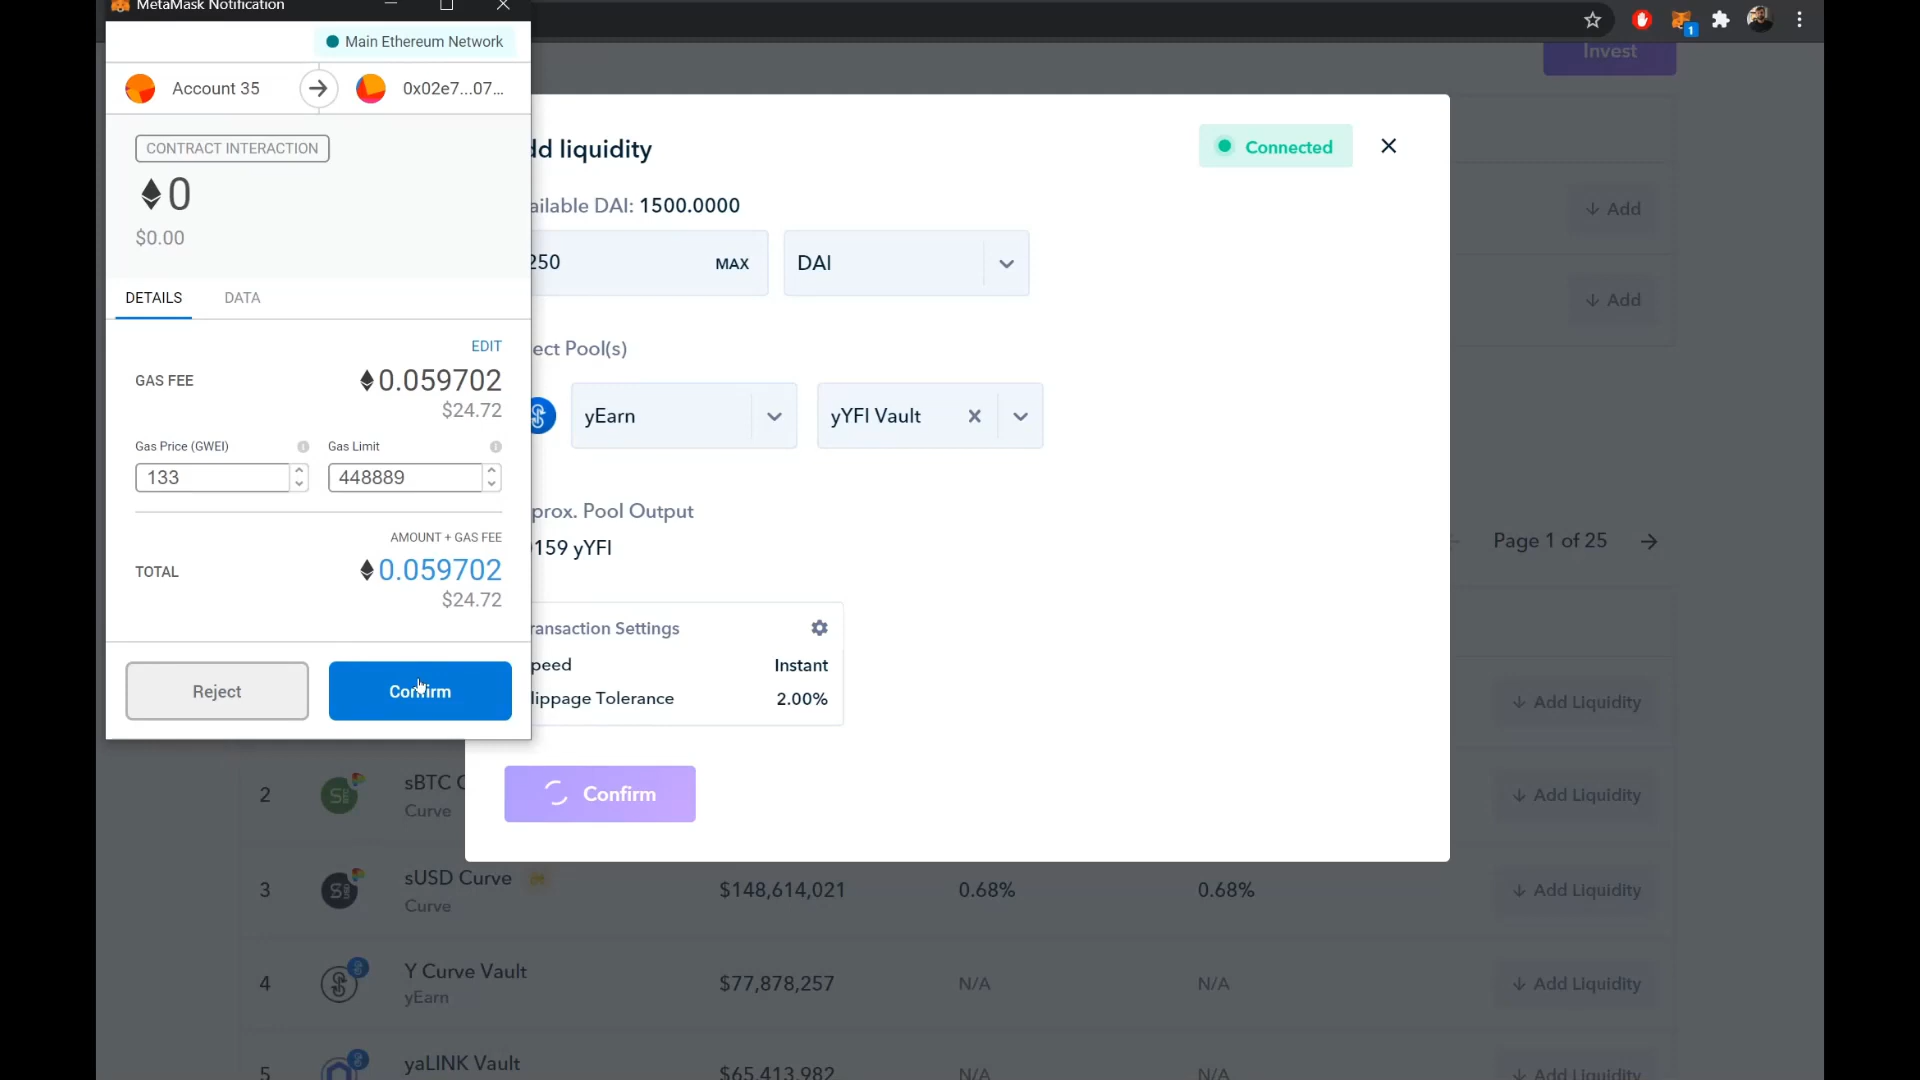 MetaMask Notification
Main Ethereum Network
Account 35
0x02e7...07...
CONTRACT INTERACTION
0
$0.00
DETAILS
DATA
EDIT
GAS FEE
0.059702
$24.72
Gas Price (GWEI)
Gas Limit
133
448889
AMOUNT + GAS FEE
TOTAL
0.059702
$24.72
Reject
Confirm
Invest
dd liquidity
Connected
ailable DAI: 1500.0000
250
MAX
DAI
ect Pool(s)
yEarn
yYFI Vault
prox. Pool Output
159 yYFI
ransaction Settings
peed
Instant
lippage Tolerance
2.00%
Confirm
Add
Add
Page 1 of 25
Add Liquidity
2
sBTC C
Curve
Add Liquidity
3
sUSD Curve
Curve
$148,614,021
0.68%
0.68%
Add Liquidity
4
Y Curve Vault
yEarn
$77,878,257
N/A
N/A
Add Liquidity
5
yaLINK Vault
$65,413,982
N/A
N/A
Add Liquidity
1